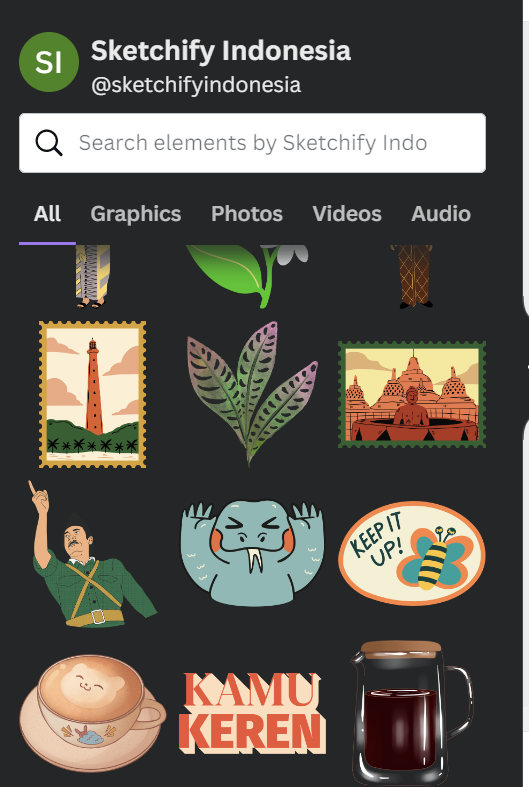 SI
Sketchify Indonesia
@sketchifyindonesia
Search elements by Sketchify Indo
All Graphics Photos Videos Audio
KEEP IT
UP!
KAMU
KEREN